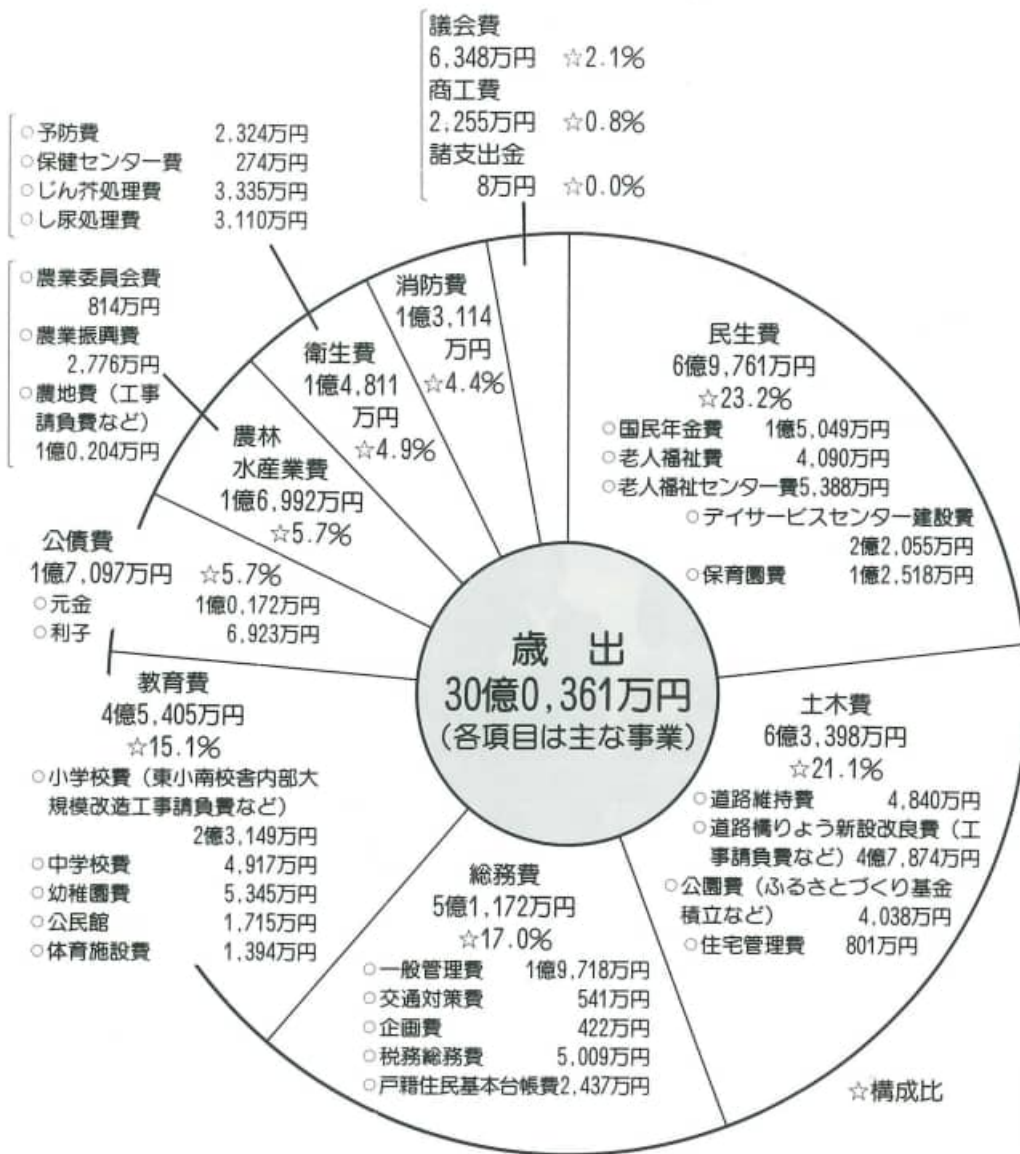 議会費
6,348万円 ☆2.1%
商工費
2,255万円 ☆0.8%
諸支出金
8万円 ☆0.0%
○予防費 2.324万円
○保健センター費 274万円
○じん芥処理費 3.335万円
○し尿処理費 3.110万円
○農業委員会費
814万円
○農業振興費
2,776万円
○農地費(工事
請負費など)
1億0.204万円
消防費
1億3,114
万円
☆4.4%
衛生費
1億4,811
万円
☆4.9%
農林
水産業費
1億6,992万円
☆5.7%
公債費
1億7,097万円 ☆5.7%
○元金 1億0,172万円
○利子 6,923万円
民生費
6億9,761万円
☆23.2%
○国民年金費 1億5,049万円
○老人福祉費 4,090万円
○老人福祉センター費5,388万円
○デイサービスセンター建設費
2億2,055万円
○保育園費 1億2,518万円
歳出
30億0,361万円
(各項目は主な事業)
教育費
4億5,405万円
☆15.1%
○小学校費(東小南校舎内部大
規模改造工事請負費など)
2億3,149万円
○中学校費 4,917万円
○幼稚園費 5,345万円
○公民館 1,715万円
○体育施設費 1,394万円
土木費
6億3,398万円
☆21.1%
○道路維持費 4,840万円
○道路橋りょう新設改良費(工
事請負費など)4億7,874万円
○公園費(ふるさとづくり基金
積立など) 4.038万円
○住宅管理費 801万円
総務費
5億1,172万円
☆17.0%
○一般管理費 1億9,718万円
○交通対策費 541万円
○企画費 422万円
○税務総務費 5.009万円
○戸籍住民基本台帳費2,437万円
☆構成比